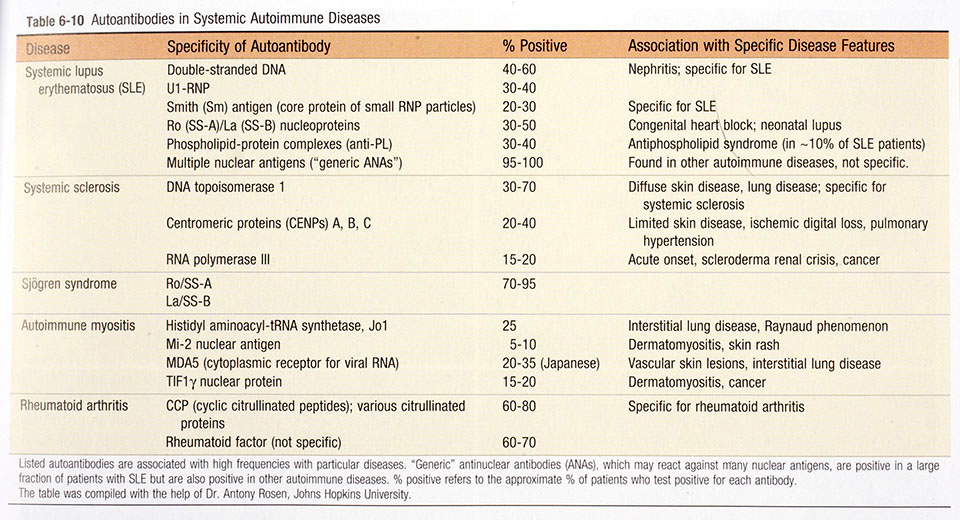 Table 6-10 Autoantibodies in Systemic Autoimmune Diseases
Disease Specificity of Autoantibody % Positive Association with Specific Disease Features
Systemic lupus Double-stranded DNA 40-60 Nephritis; specific for SLE
erythematosus (SLE) U1-RNP 30-40
Smith (Sm) antigen (core protein of small RNP particles) 20-30 Specific for SLE
Ro (SS-A)/La (SS-B) nucleoproteins 30-50 Congenital heart block; neonatal lupus
Phospholipid-protein complexes (anti-PL) 30-40 Antiphospholipid syndrome (in ~10% of SLE patients)
Multiple nuclear antigens (“generic ANAs”) 95-100 Found in other autoimmune diseases, not specific.
Systemic sclerosis DNA topoisomerase 1 30-70 Diffuse skin disease, lung disease; specific for
systemic sclerosis
Centromeric proteins (CENPs) A, B, C 20-40 Limited skin disease, ischemic digital loss, pulmonary
hypertension
RNA polymerase III 15-20 Acute onset, scleroderma renal crisis, cancer
Sjögren syndrome Ro/SS-A 70-95
La/SS-B
Autoimmune myositis Histidyl aminoacyl-tRNA synthetase, Jo1 25 Interstitial lung disease, Raynaud phenomenon
Mi-2 nuclear antigen 5-10 Dermatomyositis, skin rash
MDA5 (cytoplasmic receptor for viral RNA) 20-35 (Japanese) Vascular skin lesions, interstitial lung disease
TIF1γ nuclear protein 15-20 Dermatomyositis, cancer
Rheumatoid arthritis CCP (cyclic citrullinated peptides); various citrullinated 60-80 Specific for rheumatoid arthritis
proteins
Rheumatoid factor (not specific) 60-70
Listed autoantibodies are associated with high frequencies with particular diseases. “Generic” antinuclear antibodies (ANAs), which may react against many nuclear antigens, are positive in a large
fraction of patients with SLE but are also positive in other autoimmune diseases. % positive refers to the approximate % of patients who test positive for each antibody.
The table was compiled with the help of Dr. Antony Rosen, Johns Hopkins University.